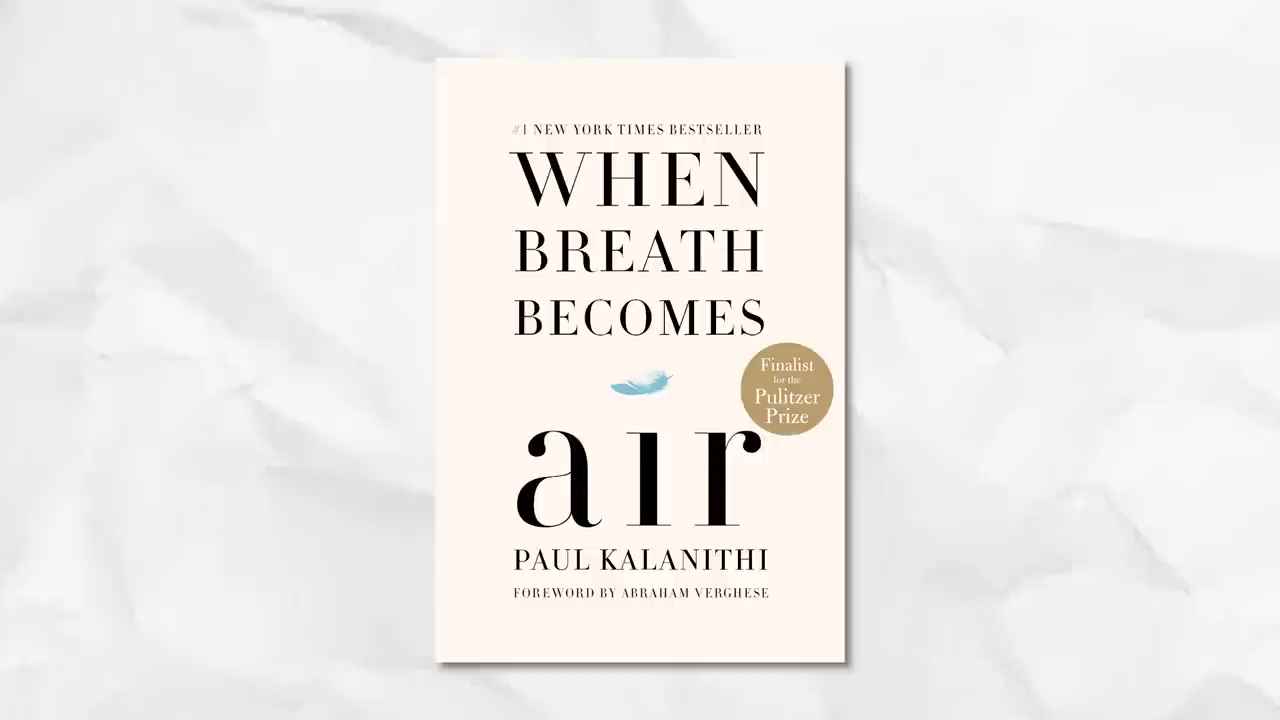 #1 NEW YORK TIMES BESTSELLER
WHEN
BREATH
BECOMES
Finalist
for the
Pulitzer
Prize
aır
PAUL KALANITHI
FOREWORD BY ABRAHAM VERGHESE